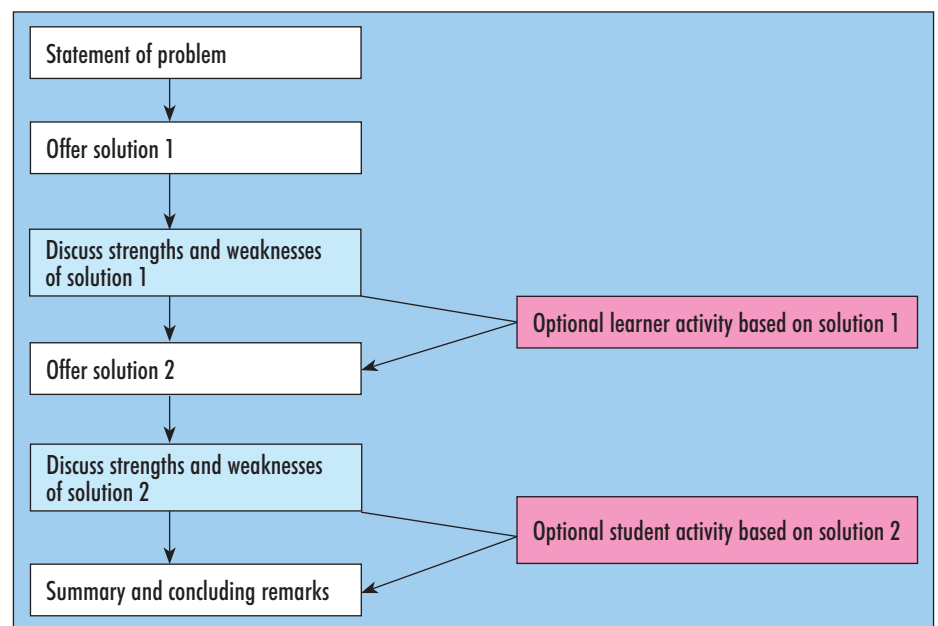 Statement of problem
Offer solution 1
Discuss strengths and weaknesses
of solution 1
Optional learner activity based on solution 1
Offer solution 2
Discuss strengths and weaknesses
of solution 2
Optional student activity based on solution 2
Summary and concluding remarks